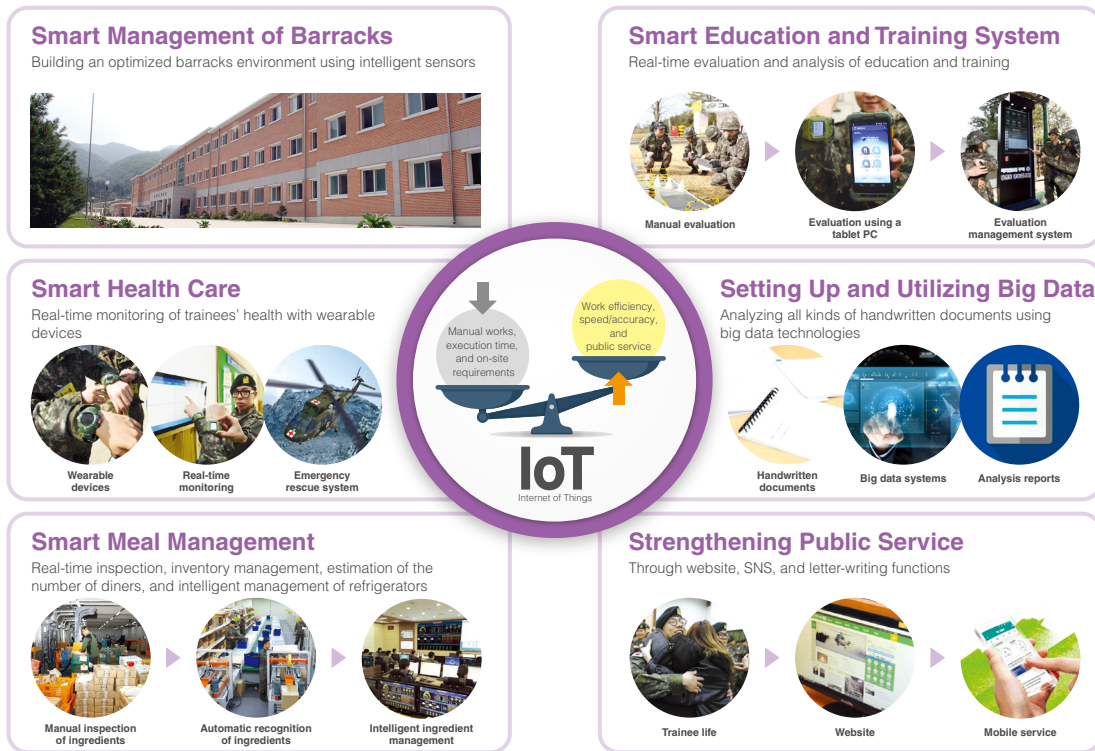 Smart Management of Barracks
Building an optimized barracks environment using intelligent sensors
Smart Education and Training System
Real-time evaluation and analysis of education and training
Manual evaluation
Evaluation using a
tablet PC
Evaluation
management system
Smart Health Care
Real-time monitoring of trainees’ health with wearable
devices
Wearable
devices
Real-time
monitoring
Emergency
rescue system
Manual works,
execution time,
and on-site
requirements
Work efficiency,
speed/accuracy,
and
public service
IoT
Internet of Things
Setting Up and Utilizing Big Data
Analyzing all kinds of handwritten documents using
big data technologies
Handwritten
documents
Big data systems
Analysis reports
Smart Meal Management
Real-time inspection, inventory management, estimation of the
number of diners, and intelligent management of refrigerators
Manual inspection
of ingredients
Automatic recognition
of ingredients
Intelligent ingredient
management
Strengthening Public Service
Through website, SNS, and letter-writing functions
Trainee life
Website
Mobile service